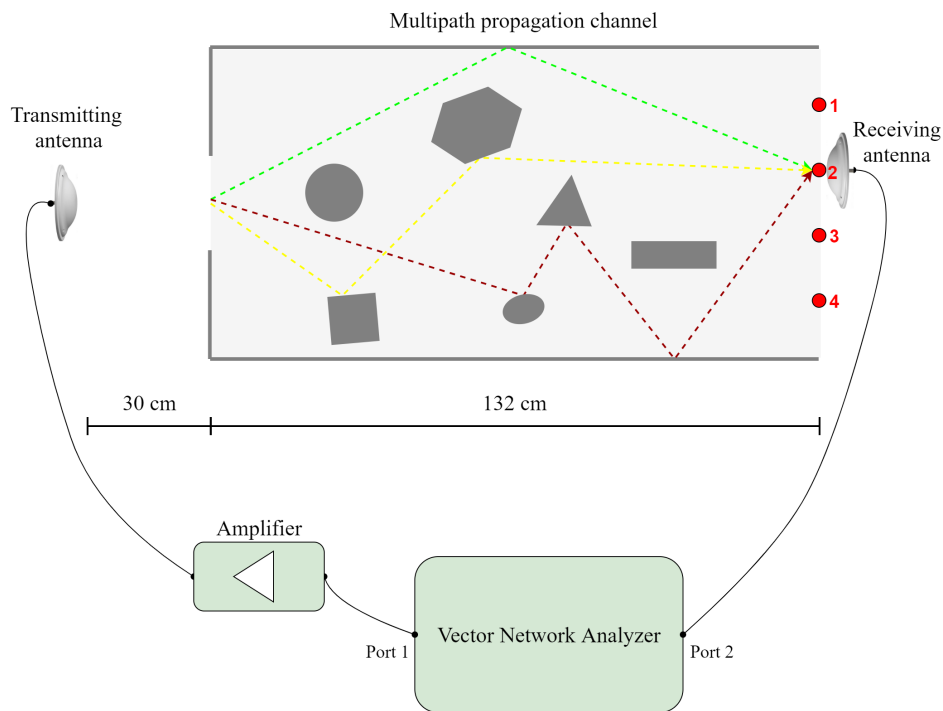 Multipath propagation channel
Transmitting
antenna
1
Receiving
antenna
2
3
4
30 cm
132 cm
Amplifier
Vector Network Analyzer
Port 1
Port 2